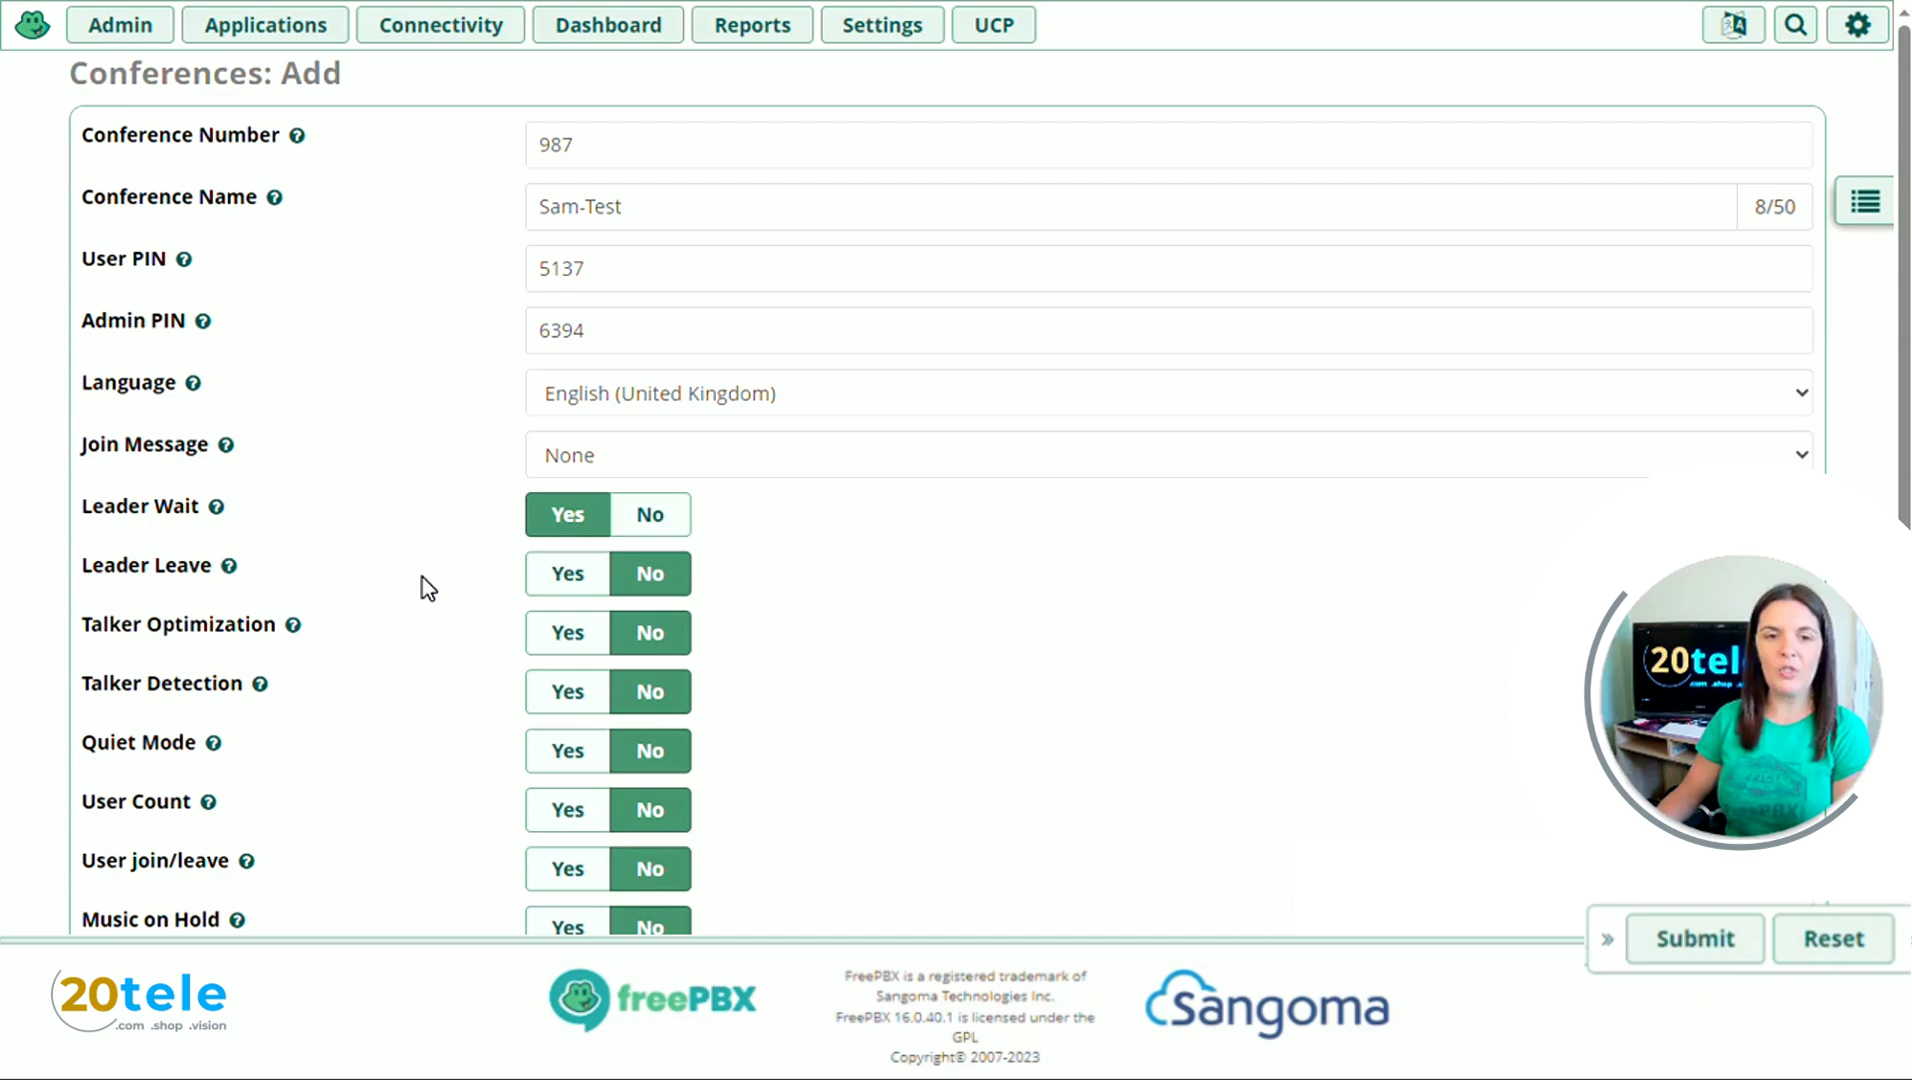 Admin
Applications
Connectivity
Dashboard
Reports
Settings
UCP
Conferences: Add
Conference Number
987
Conference Name
Sam-Test
8/50
User PIN
5137
Admin PIN
6394
Language
English (United Kingdom)
Join Message
None
Leader Wait
Yes No
Leader Leave
Yes No
Talker Optimization
Yes No
Talker Detection
Yes No
Quiet Mode
Yes No
User Count
Yes No
User join/leave
Yes No
Music on Hold
Yes No
20tel
.com .shop
» Submit Reset
20tele
.com .shop .vision
freePBX
FreePBX is a registered trademark of
Sangoma Technologies Inc.
FreePBX 16.0.40.1 is licensed under the
GPL
Copyright© 2007-2023
Sangoma